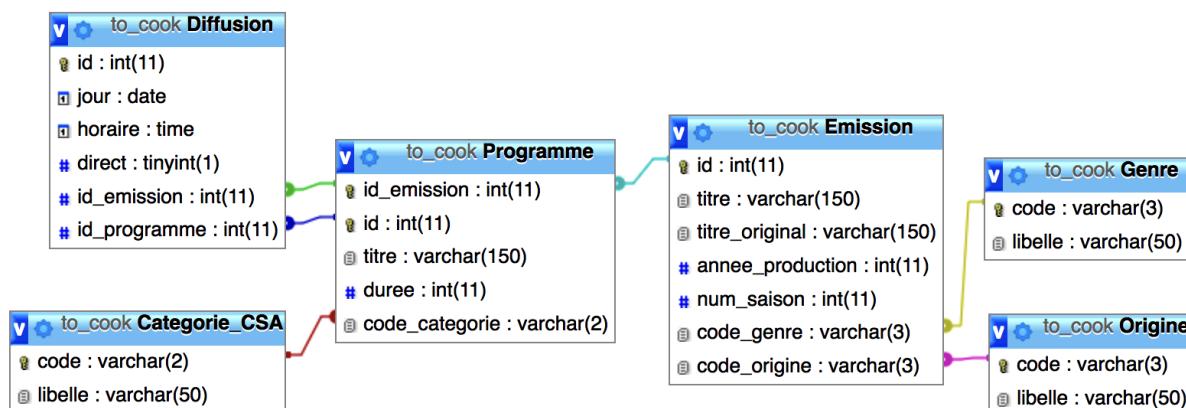 to_cook Diffusion
id : int(11)
jour : date
horaire : time
direct : tinyint(1)
id_emission : int(11)
id_programme : int(11)
to_cook Programme
id_emission : int(11)
id : int(11)
titre : varchar(150)
duree : int(11)
code_categorie : varchar(2)
to_cook Categorie_CSA
code : varchar(2)
libelle : varchar(50)
to_cook Emission
id : int(11)
titre : varchar(150)
titre_original : varchar(150)
annee_production : int(11)
num_saison : int(11)
code_genre : varchar(3)
code_origine : varchar(3)
to_cook Genre
code : varchar(3)
libelle : varchar(50)
to_cook Origine
code : varchar(3)
libelle : varchar(50)